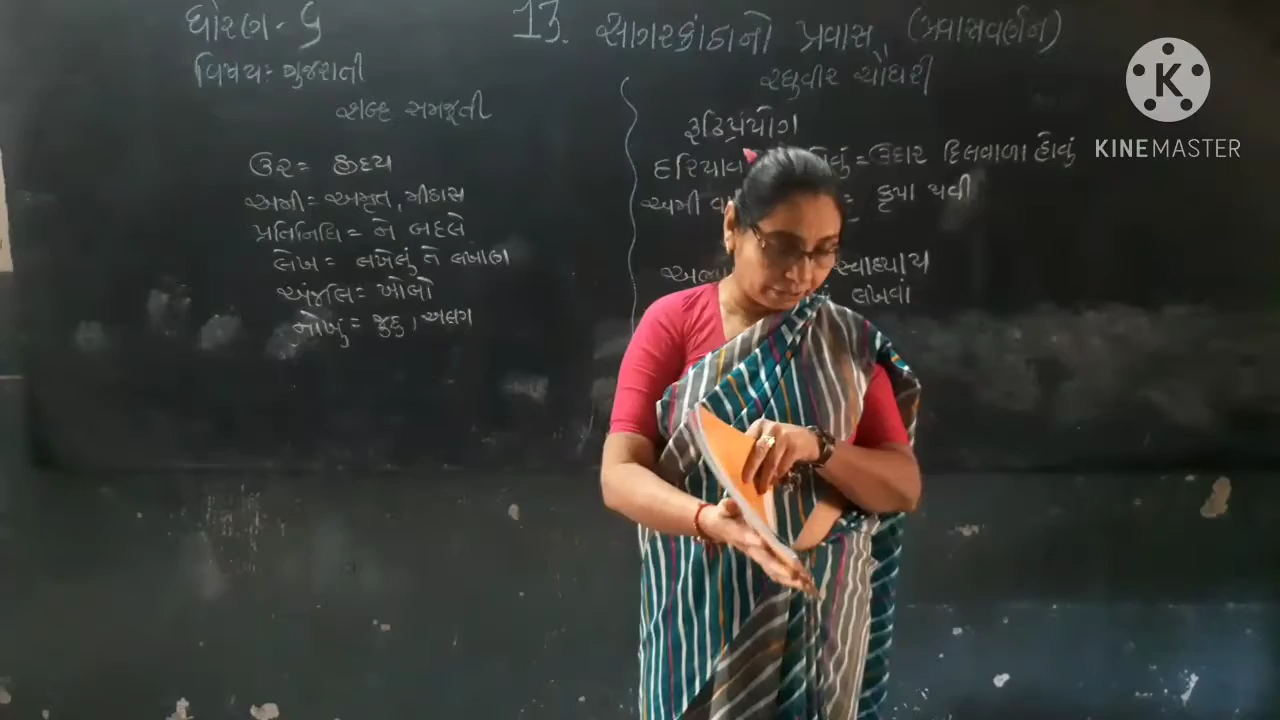 ધોરણ - 9
વિષય: ગુજરાતી
13. સાગરકાંઠાનો પ્રવાસ (પ્રવાસવર્ણન)
રઘુવીર ચૌધરી
શબ્દ સમજૂતી
ઉર = હૃદય
અમી = અમૃત, મીઠાસ
પ્રતિનિધિ = ને બદલે
લેખ = લખેલું તે લખાણ
અંજલિ = ખોબો
નોખું = જુદુ, અલગ
રૂઢિપ્રયોગ
= ઉદાર દિલવાળા હોવું
અમી = કૃપા થવી
સ્વાધ્યાય
લખવાં
KINEMASTER